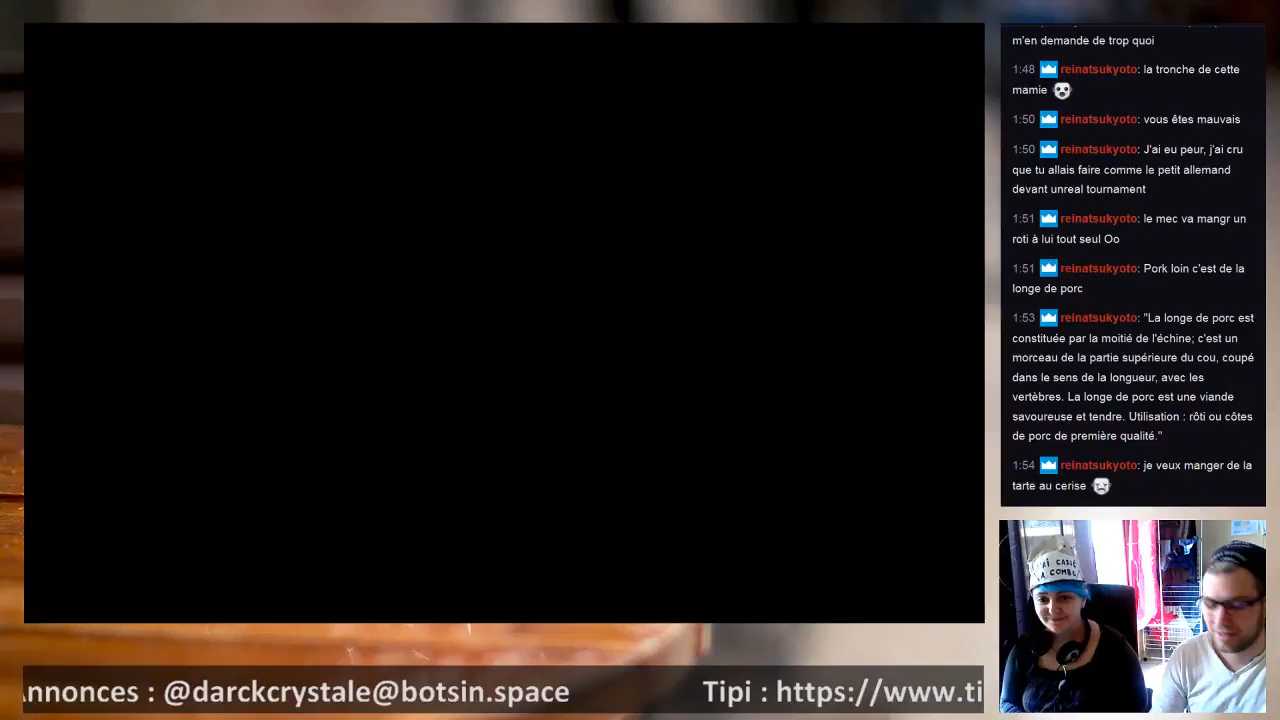 m'en demande de trop quoi
1:48 reinatsukyoto: la tronche de cette
mamie
1:50 reinatsukyoto: vous êtes mauvais
1:50 reinatsukyoto: J'ai eu peur, j'ai cru
que tu allais faire comme le petit allemand
devant unreal tournament
1:51 reinatsukyoto: le mec va mangr un
roti à lui tout seul Oo
1:51 reinatsukyoto: Pork loin c'est de la
longe de porc
1:53 reinatsukyoto: "La longe de porc est
constituée par la moitié de l'échine; c'est un
morceau de la partie supérieure du cou, coupé
dans le sens de la longueur, avec les
vertèbres. La longe de porc est une viande
savoureuse et tendre. Utilisation : rôti ou côtes
de porc de première qualité."
1:54 reinatsukyoto: je veux manger de la
tarte au cerise
LA COMBO
Annonces : @darckcrystale@botsin.space Tipi : https://www.ti